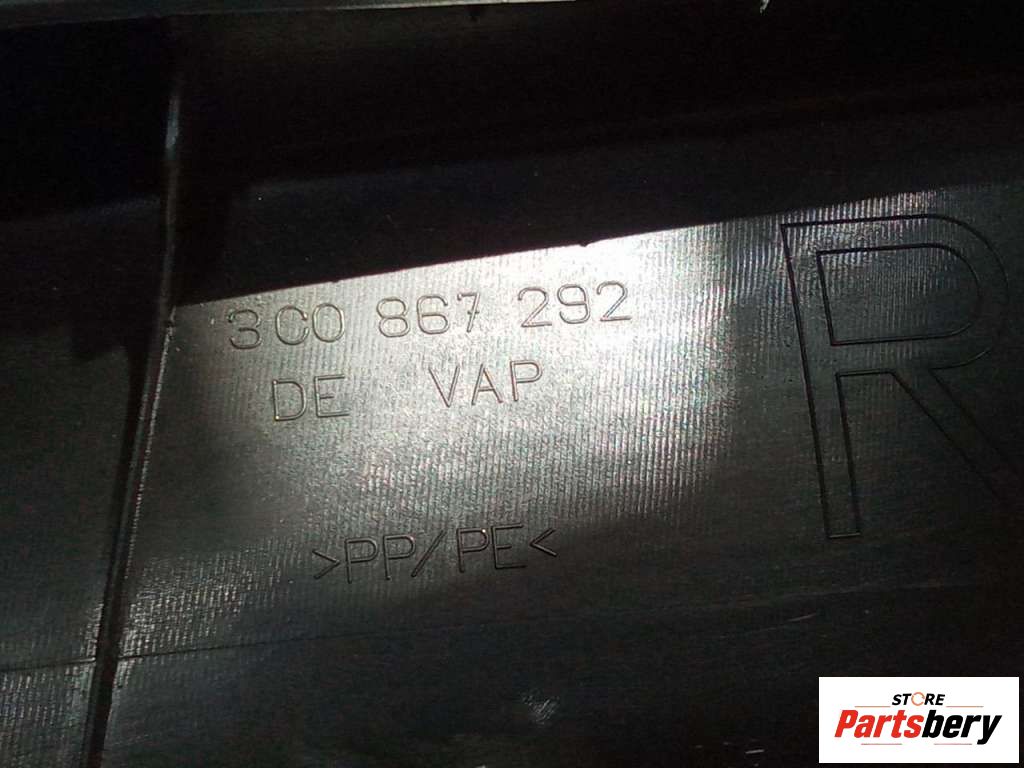 3C0 867 292
DE VAP
R
>PP/PE<
STORE
Partsbery